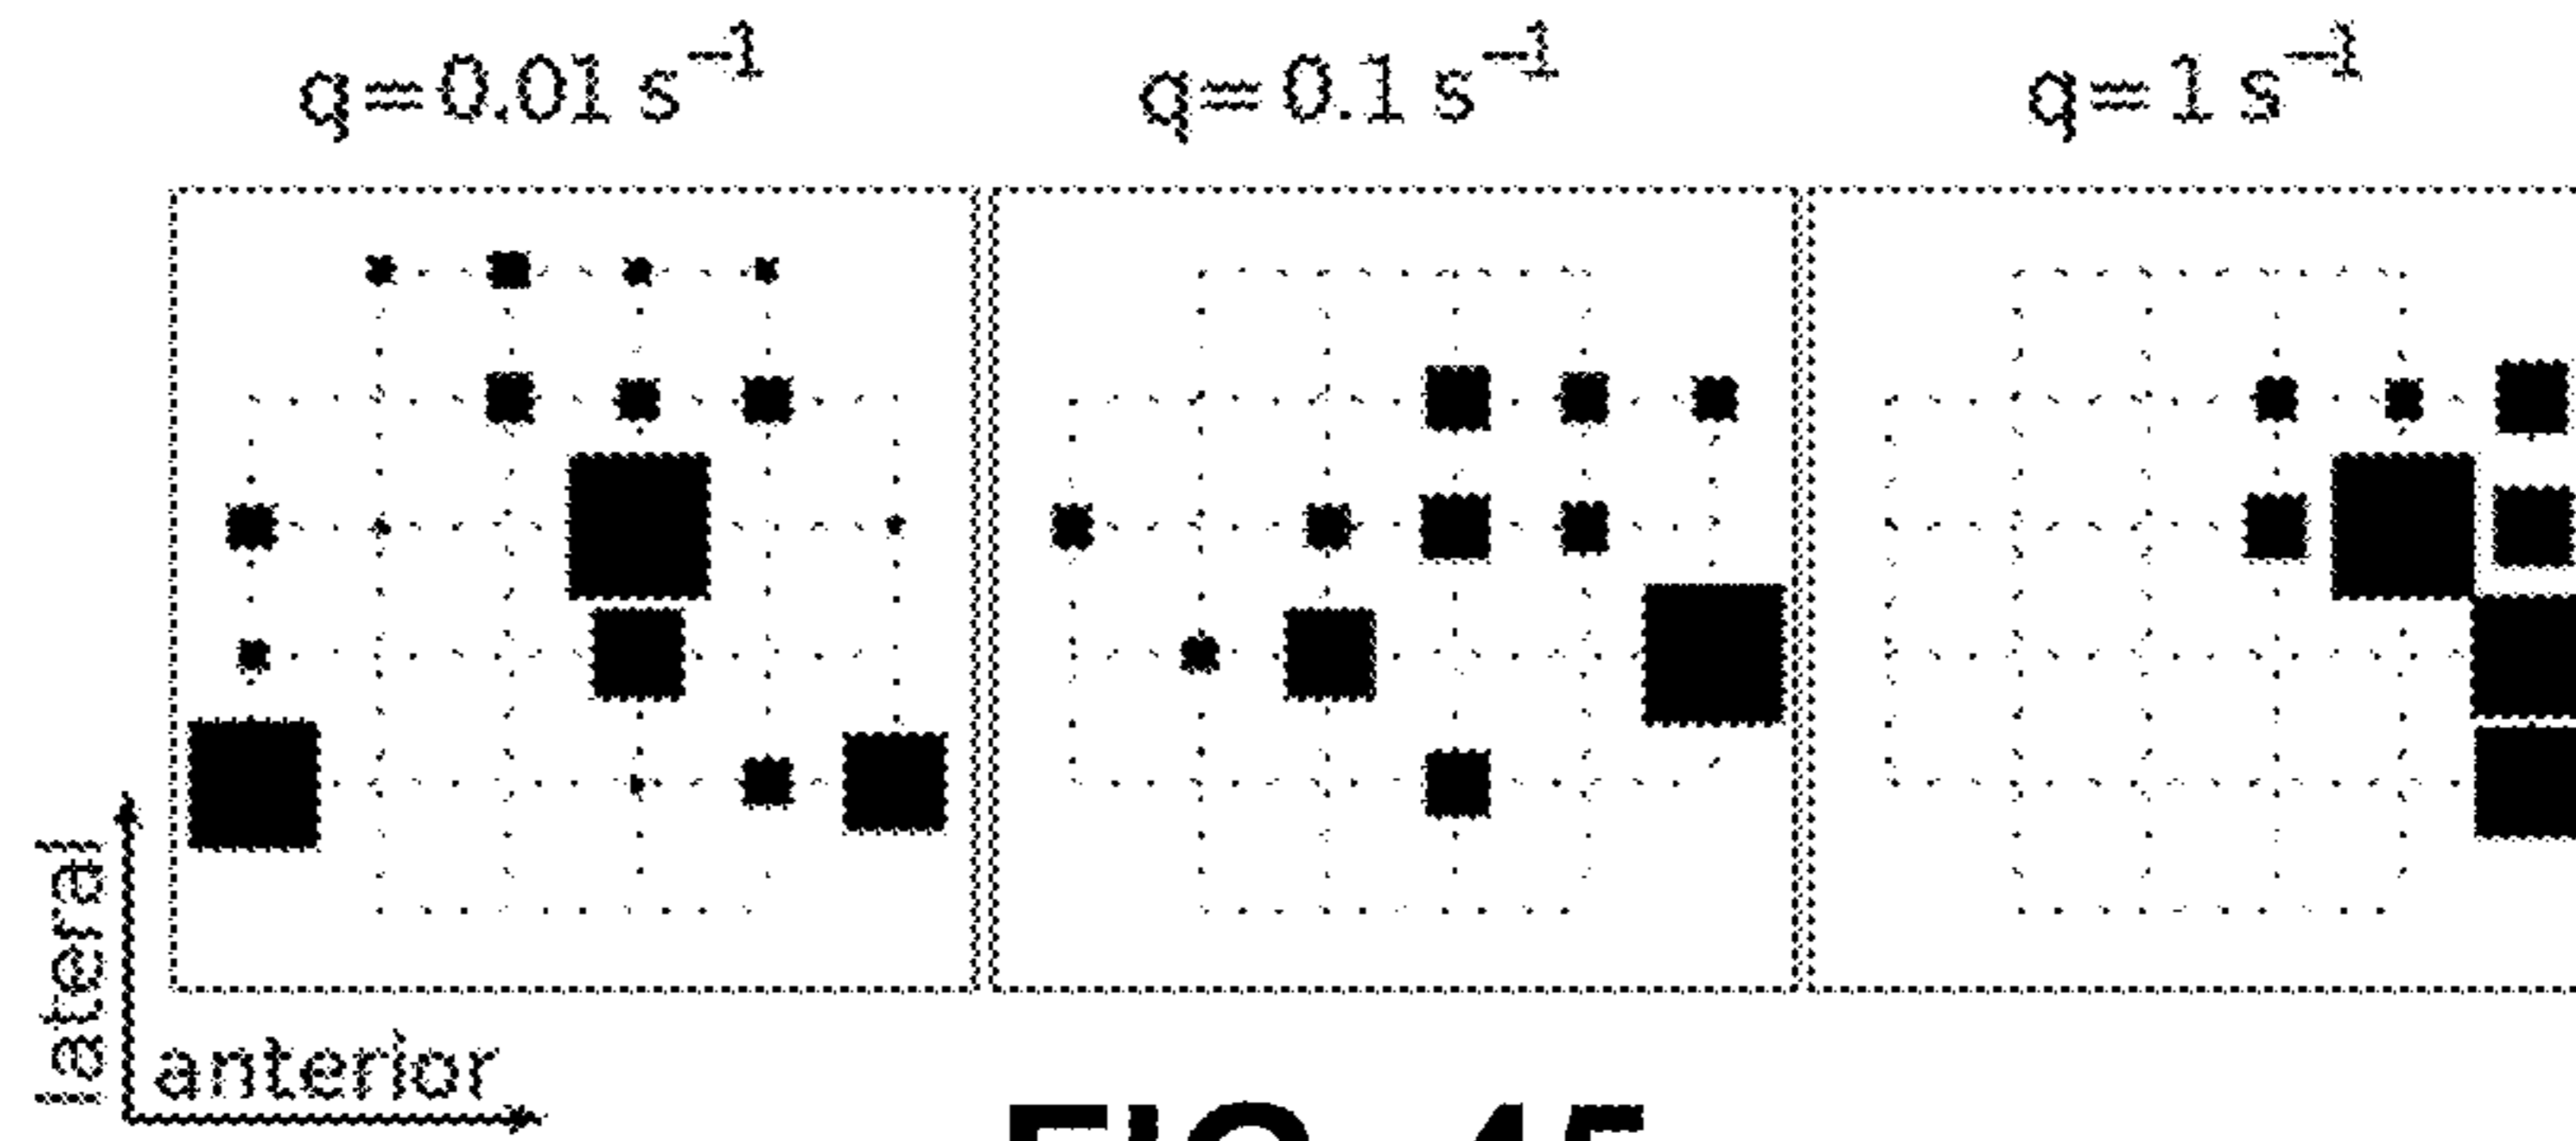 q=0.01 s⁻¹ q=0.1 s⁻¹ q=1 s⁻¹
lateral
anterior